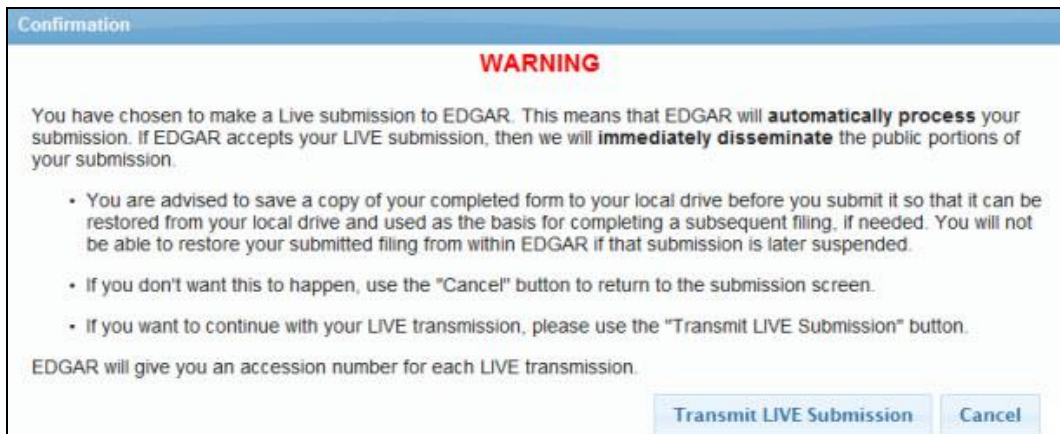 Confirmation
WARNING
You have chosen to make a Live submission to EDGAR. This means that EDGAR will automatically process your
submission. If EDGAR accepts your LIVE submission, then we will immediately disseminate the public portions of
your submission.
• You are advised to save a copy of your completed form to your local drive before you submit it so that it can be
restored from your local drive and used as the basis for completing a subsequent filing, if needed. You will not
be able to restore your submitted filing from within EDGAR if that submission is later suspended.
• If you don't want this to happen, use the "Cancel" button to return to the submission screen.
• If you want to continue with your LIVE transmission, please use the "Transmit LIVE Submission" button.
EDGAR will give you an accession number for each LIVE transmission.
Transmit LIVE Submission Cancel